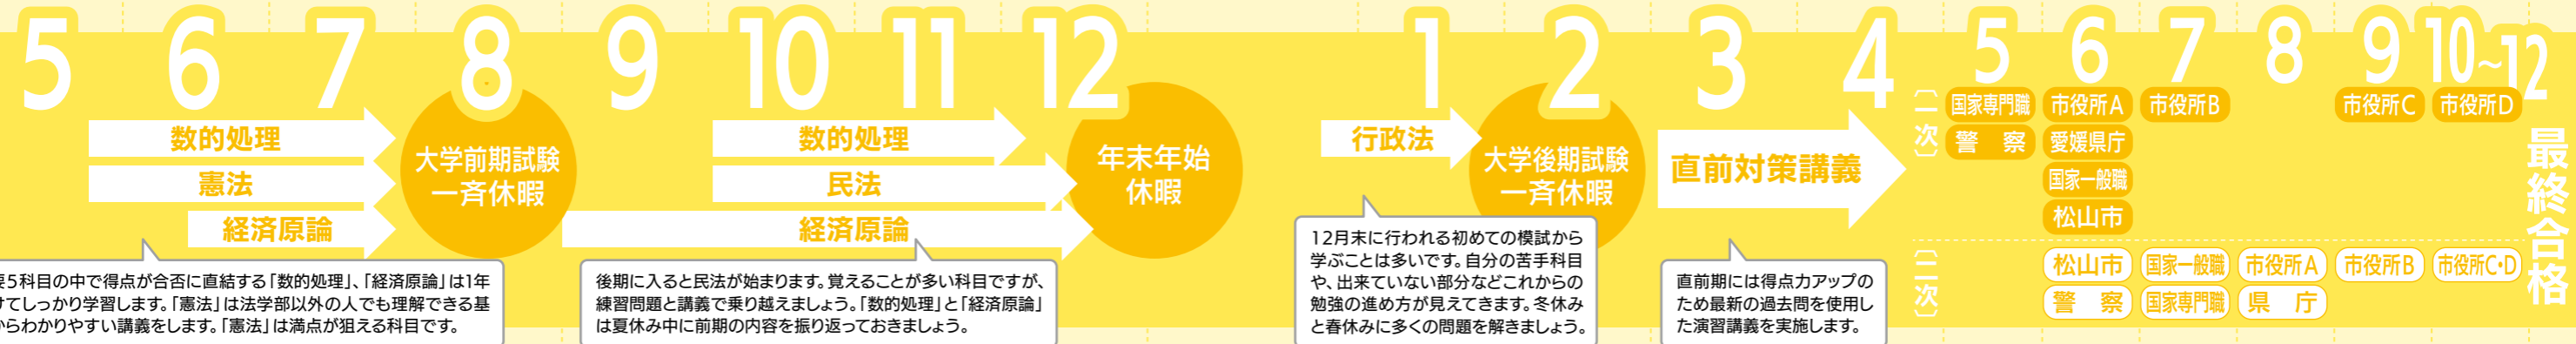 5 6 7 8 9 10 11 12 1 2 3 4 5 6 7 8 9 10~12
数的処理
憲法
経済原論
大学前期試験
一斉休暇
数的処理
民法
経済原論
年末年始
休暇
行政法
大学後期試験
一斉休暇
直前対策講義
要5科目の中で得点が合否に直結する「数的処理」、「経済原論」は1年
けてしっかり学習します。「憲法」は法学部以外の人でも理解できる基
からわかりやすい講義をします。「憲法」は満点が狙える科目です。
後期に入ると民法が始まります。覚えることが多い科目ですが、
練習問題と講義で乗り越えましょう。「数的処理」と「経済原論」
は夏休み中に前期の内容を振り返っておきましょう。
12月末に行われる初めての模試から
学ぶことは多いです。自分の苦手科目
や、出来ていない部分などこれからの
勉強の進め方が見えてきます。冬休み
と春休みに多くの問題を解きましょう。
直前期には得点力アップの
ため最新の過去問を使用し
た演習講義を実施します。
〔一次〕
国家専門職 市役所A 市役所B 市役所C 市役所D
警 察 愛媛県庁
国家一般職
松山市
〔二次〕
松山市 国家一般職 市役所A 市役所B 市役所C・D
警 察 国家専門職 県 庁
最終合格